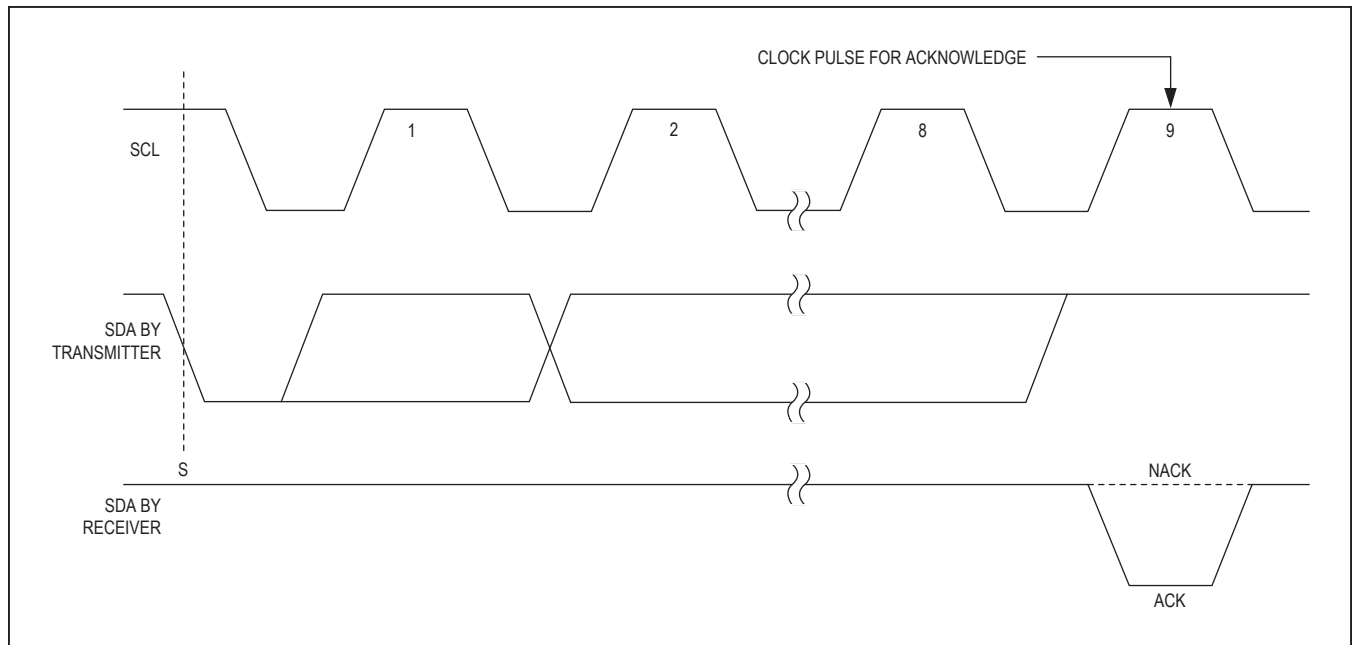 CLOCK PULSE FOR ACKNOWLEDGE
SCL
1
2
8
9
SDA BY
TRANSMITTER
S
NACK
SDA BY
RECEIVER
ACK